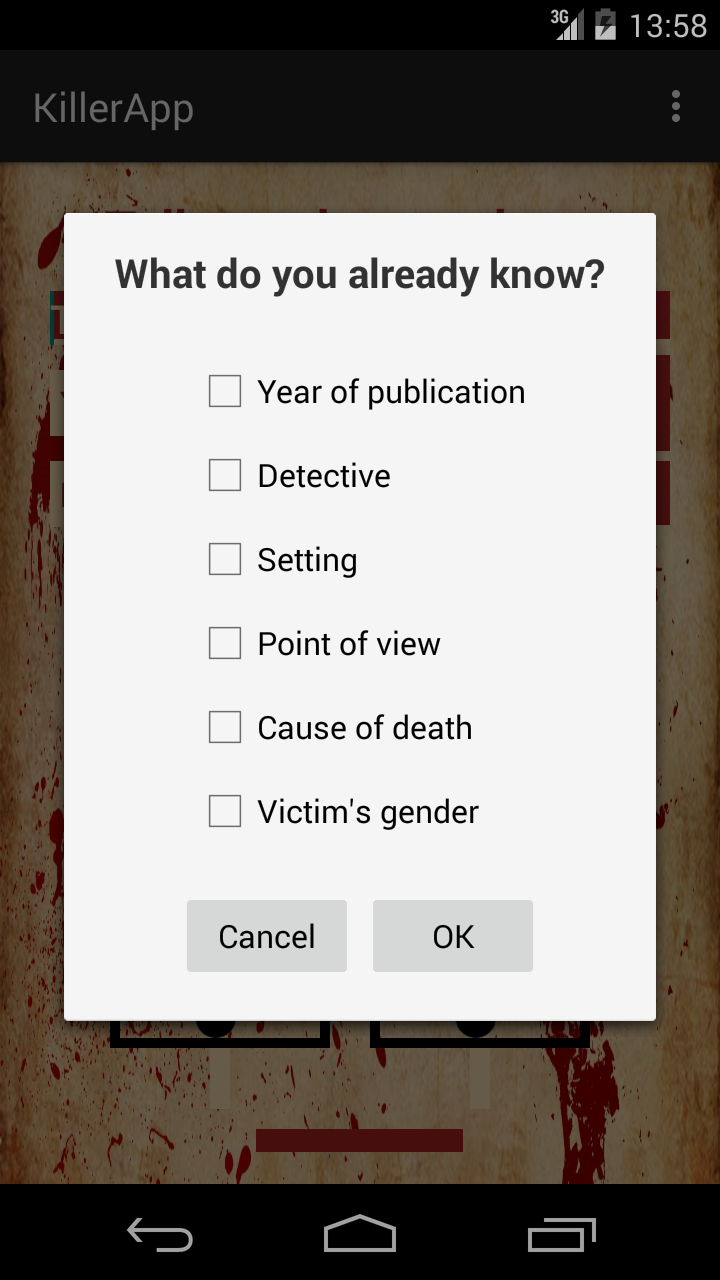 3G 13:58
KillerApp
What do you already know?
Year of publication
Detective
Setting
Point of view
Cause of death
Victim's gender
Cancel OK